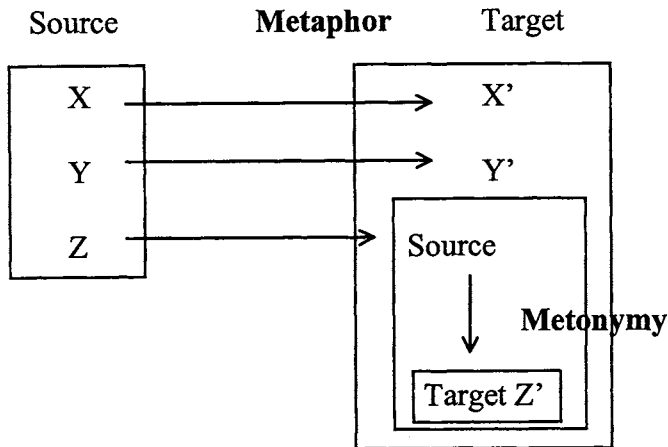 Source Metaphor Target
X X’
Y Y’
Z
Source
Metonymy
Target Z’